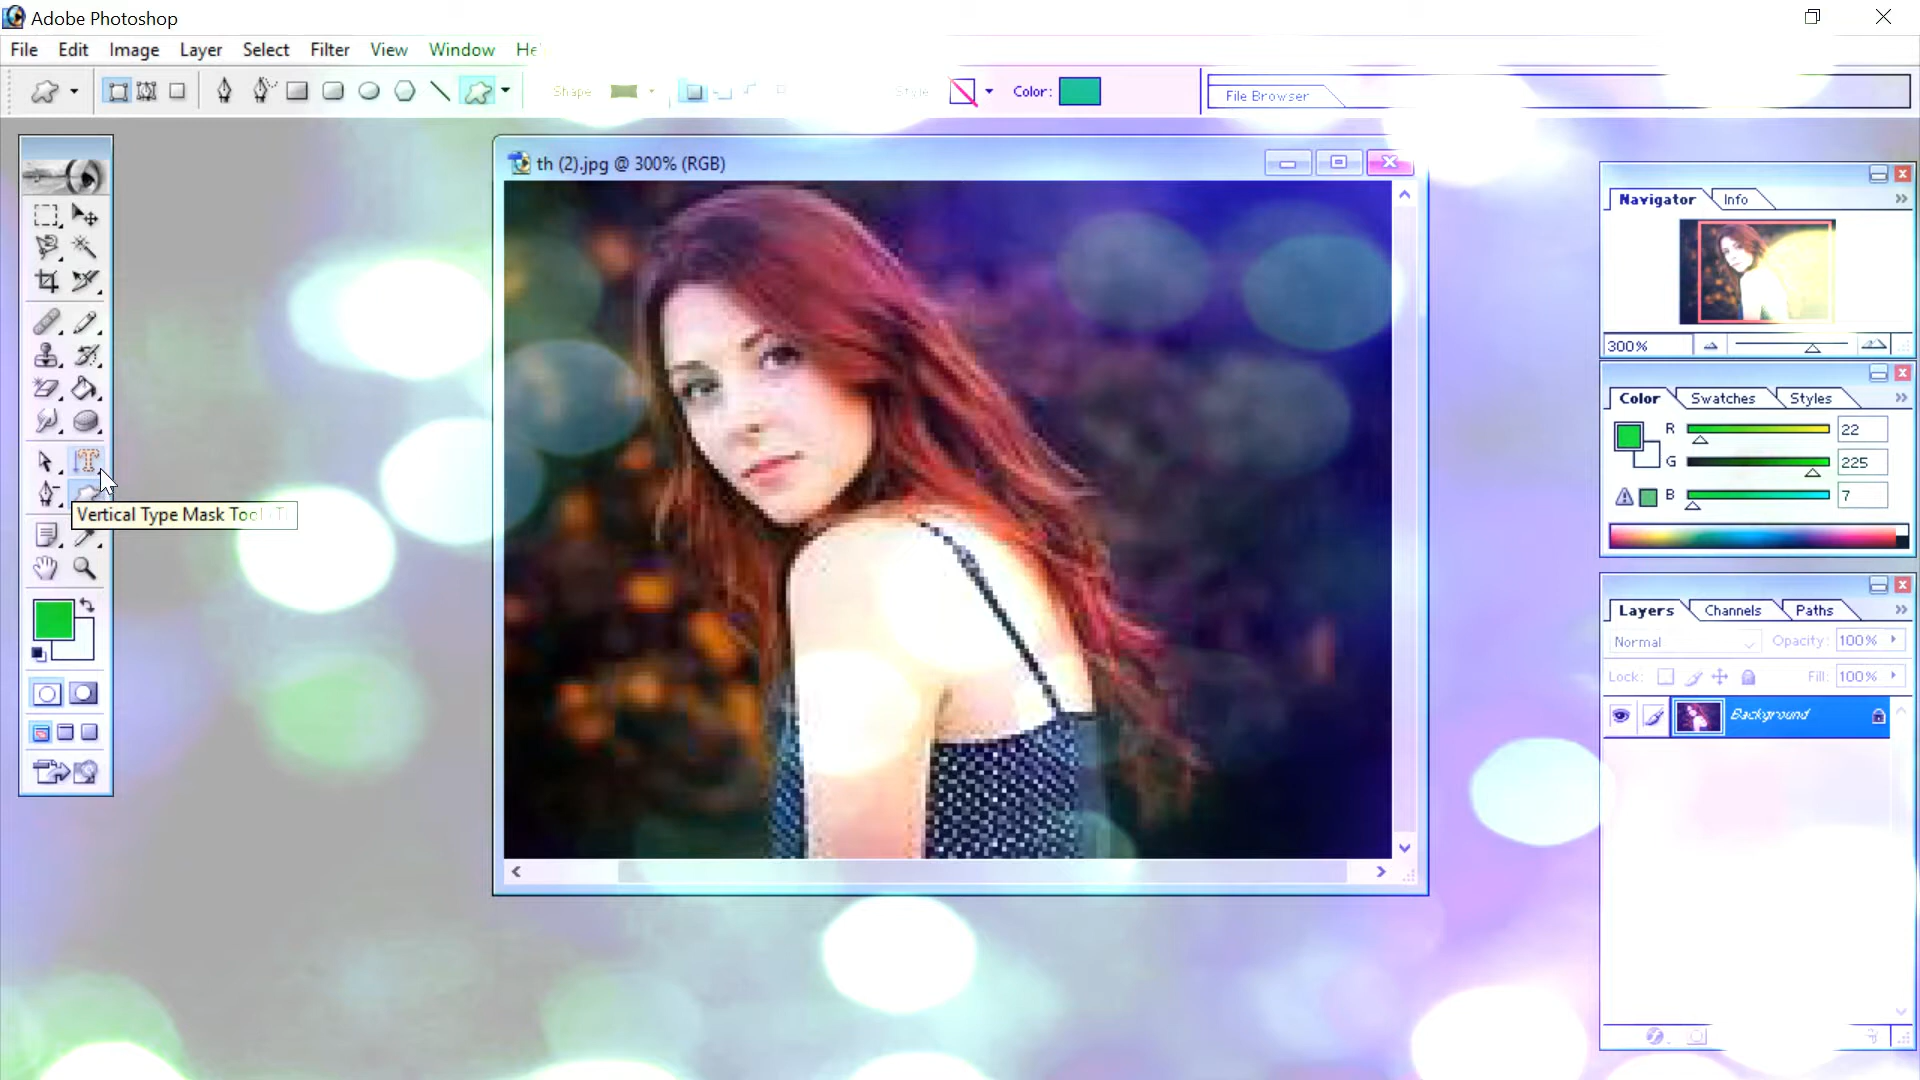 Adobe Photoshop
File Edit Image Layer Select Filter View Window He
Shape: Style: Color: File Browser
th (2).jpg @ 300% (RGB)
Navigator Info
300%
Color Swatches Styles
R 22
G 225
B 7
Vertical Type Mask Tool (T)
Layers Channels Paths
Normal Opacity: 100%
Lock: Fill: 100%
Background